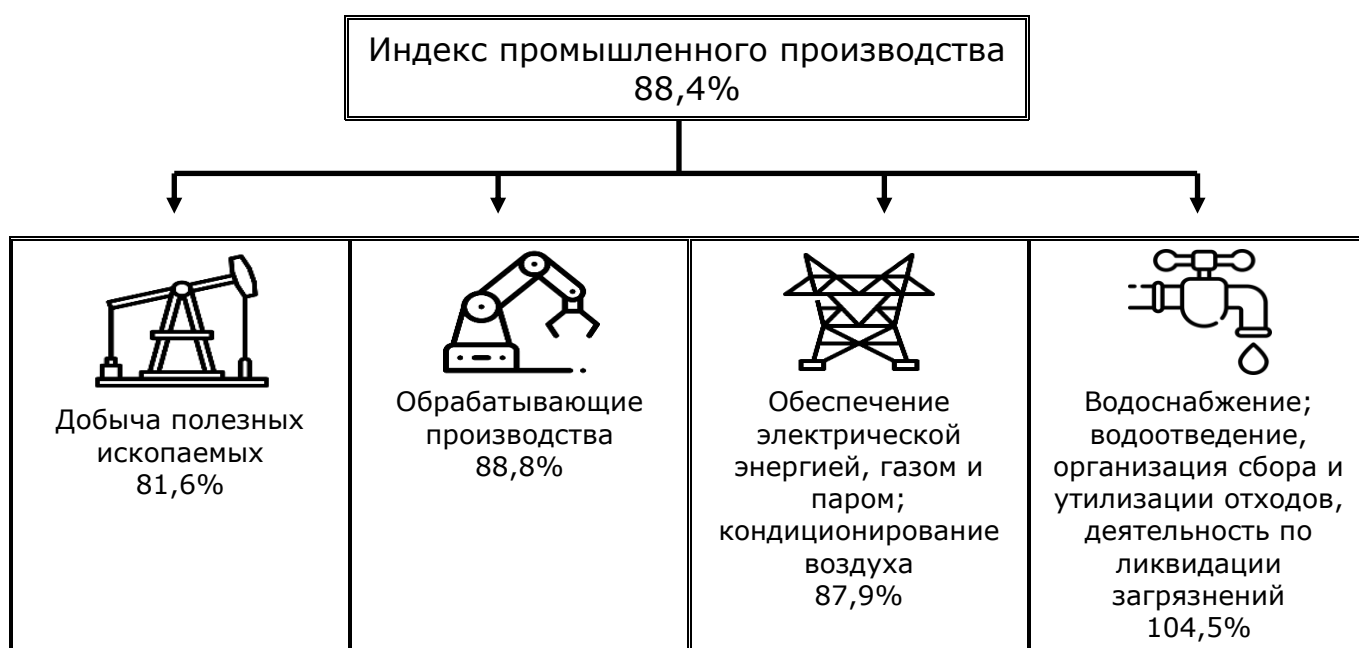 Индекс промышленного производства
88,4%
Добыча полезных
ископаемых
81,6%
Обрабатывающие
производства
88,8%
Обеспечение
электрической
энергией, газом и
паром;
кондиционирование
воздуха
87,9%
Водоснабжение;
водоотведение,
организация сбора и
утилизации отходов,
деятельность по
ликвидации
загрязнений
104,5%